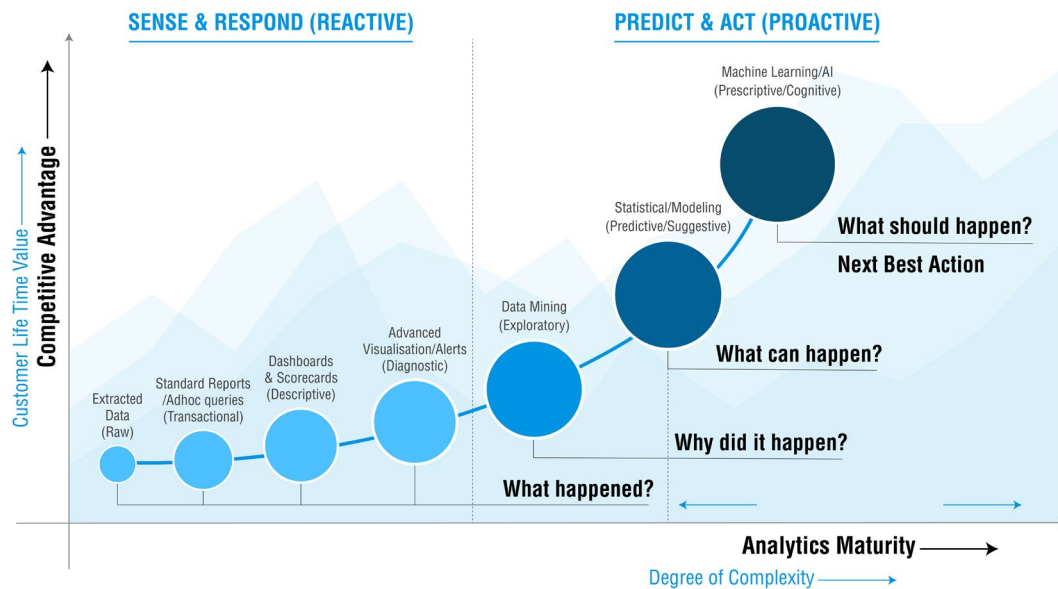 SENSE & RESPOND (REACTIVE)
PREDICT & ACT (PROACTIVE)
Customer Life Time Value
Competitive Advantage
Extracted
Data
(Raw)
Standard Reports
/Adhoc queries
(Transactional)
Dashboards
& Scorecards
(Descriptive)
Advanced
Visualisation/Alerts
(Diagnostic)
Data Mining
(Exploratory)
Statistical/Modeling
(Predictive/Suggestive)
Machine Learning/AI
(Prescriptive/Cognitive)
What should happen?
Next Best Action
What can happen?
Why did it happen?
What happened?
Analytics Maturity
Degree of Complexity